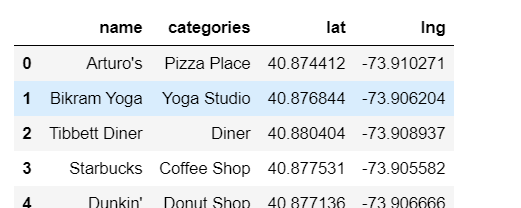 name categories lat lng
0 Arturo's Pizza Place 40.874412 -73.910271
1 Bikram Yoga Yoga Studio 40.876844 -73.906204
2 Tibbett Diner Diner 40.880404 -73.908937
3 Starbucks Coffee Shop 40.877531 -73.905582
4 Dunkin' Donut Shop 40.877136 -73.906666